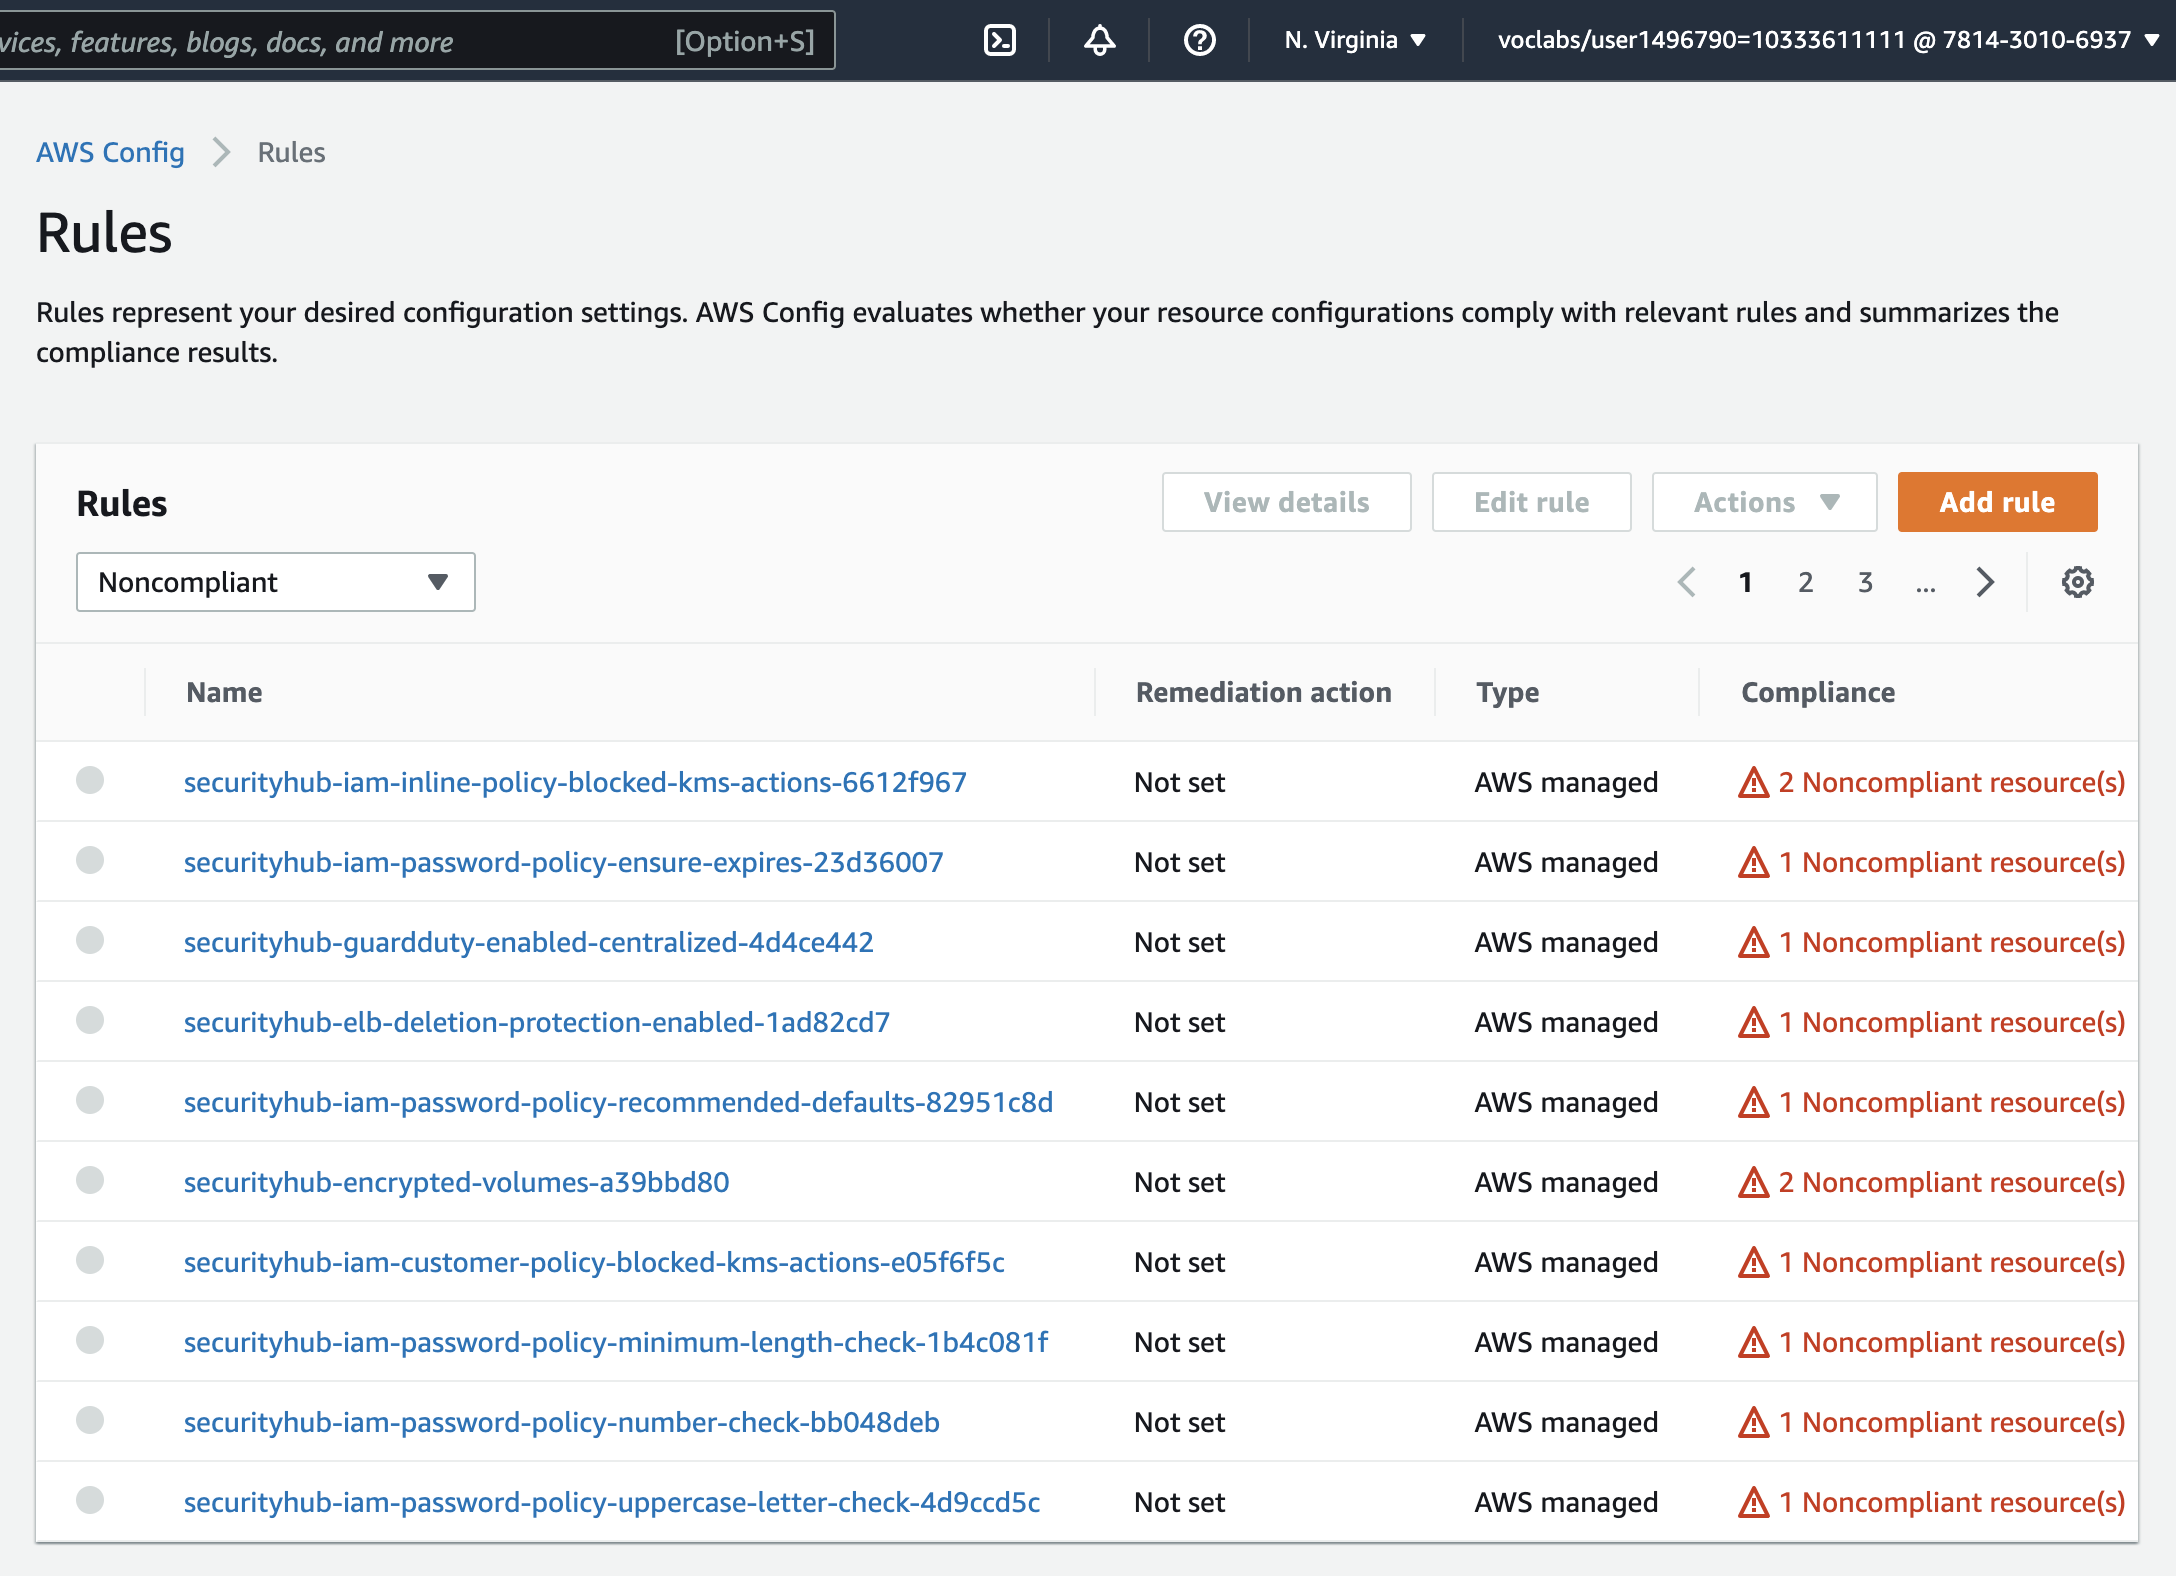 vices, features, blogs, docs, and more [Option+S] N. Virginia voclabs/user1496790=10333611111 @ 7814-3010-6937
AWS Config Rules
Rules
Rules represent your desired configuration settings. AWS Config evaluates whether your resource configurations comply with relevant rules and summarizes the
compliance results.
Rules View details Edit rule Actions Add rule
Noncompliant 1 2 3 ...
Name Remediation action Type Compliance
securityhub-iam-inline-policy-blocked-kms-actions-6612f967 Not set AWS managed 2 Noncompliant resource(s)
securityhub-iam-password-policy-ensure-expires-23d36007 Not set AWS managed 1 Noncompliant resource(s)
securityhub-guardduty-enabled-centralized-4d4ce442 Not set AWS managed 1 Noncompliant resource(s)
securityhub-elb-deletion-protection-enabled-1ad82cd7 Not set AWS managed 1 Noncompliant resource(s)
securityhub-iam-password-policy-recommended-defaults-82951c8d Not set AWS managed 1 Noncompliant resource(s)
securityhub-encrypted-volumes-a39bbd80 Not set AWS managed 2 Noncompliant resource(s)
securityhub-iam-customer-policy-blocked-kms-actions-e05f6f5c Not set AWS managed 1 Noncompliant resource(s)
securityhub-iam-password-policy-minimum-length-check-1b4c081f Not set AWS managed 1 Noncompliant resource(s)
securityhub-iam-password-policy-number-check-bb048deb Not set AWS managed 1 Noncompliant resource(s)
securityhub-iam-password-policy-uppercase-letter-check-4d9ccd5c Not set AWS managed 1 Noncompliant resource(s)